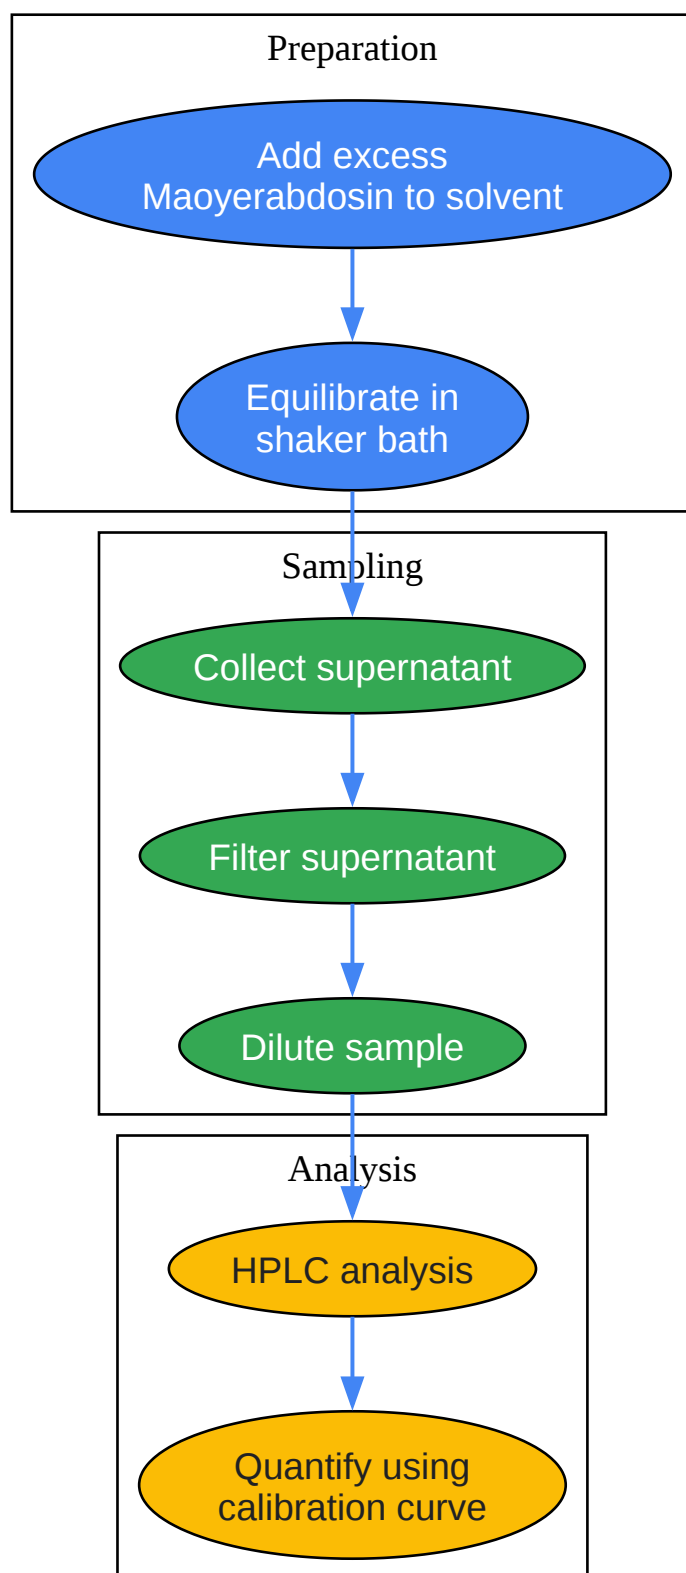 Preparation
Add excess
Maoyerabdosin to solvent
Equilibrate in
shaker bath
Sampling
Collect supernatant
Filter supernatant
Dilute sample
Analysis
HPLC analysis
Quantify using
calibration curve